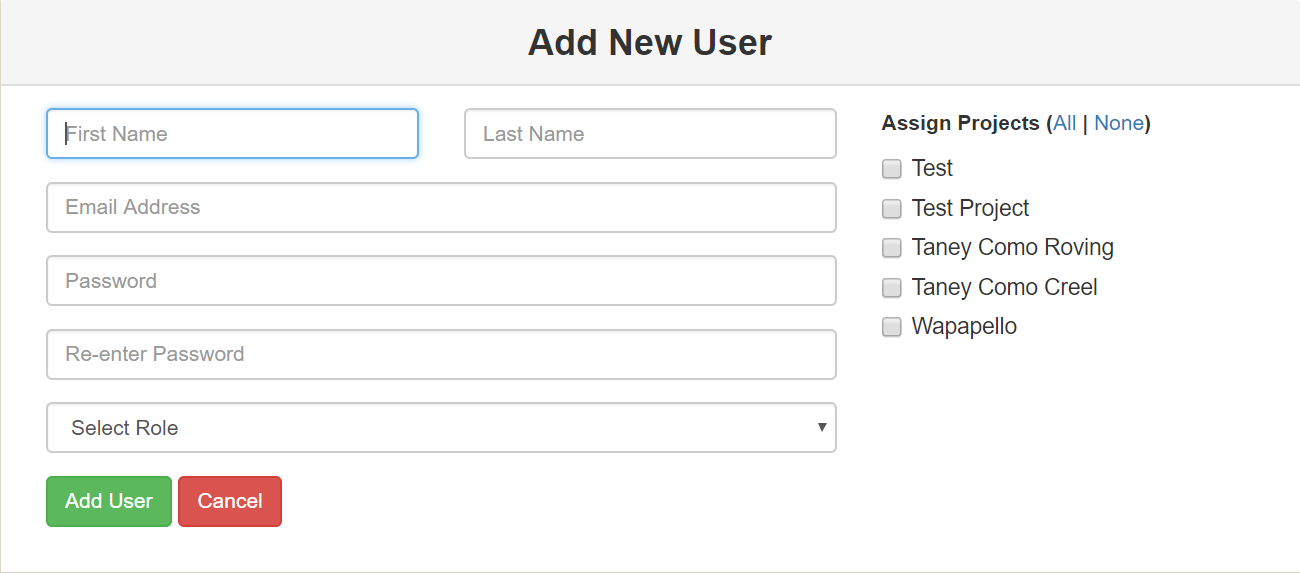 Add New User
First Name
Last Name
Email Address
Password
Re-enter Password
Select Role
Add User
Cancel
Assign Projects (All | None)
Test
Test Project
Taney Como Roving
Taney Como Creel
Wapapello